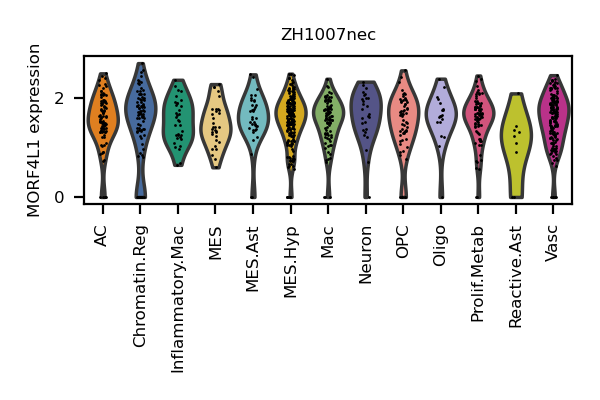 ZH1007nec
MORF4L1 expression
2
0
AC
Chromatin.Reg
Inflammatory.Mac
MES
MES.Ast
MES.Hyp
Mac
Neuron
OPC
Oligo
Prolif.Metab
Reactive.Ast
Vasc